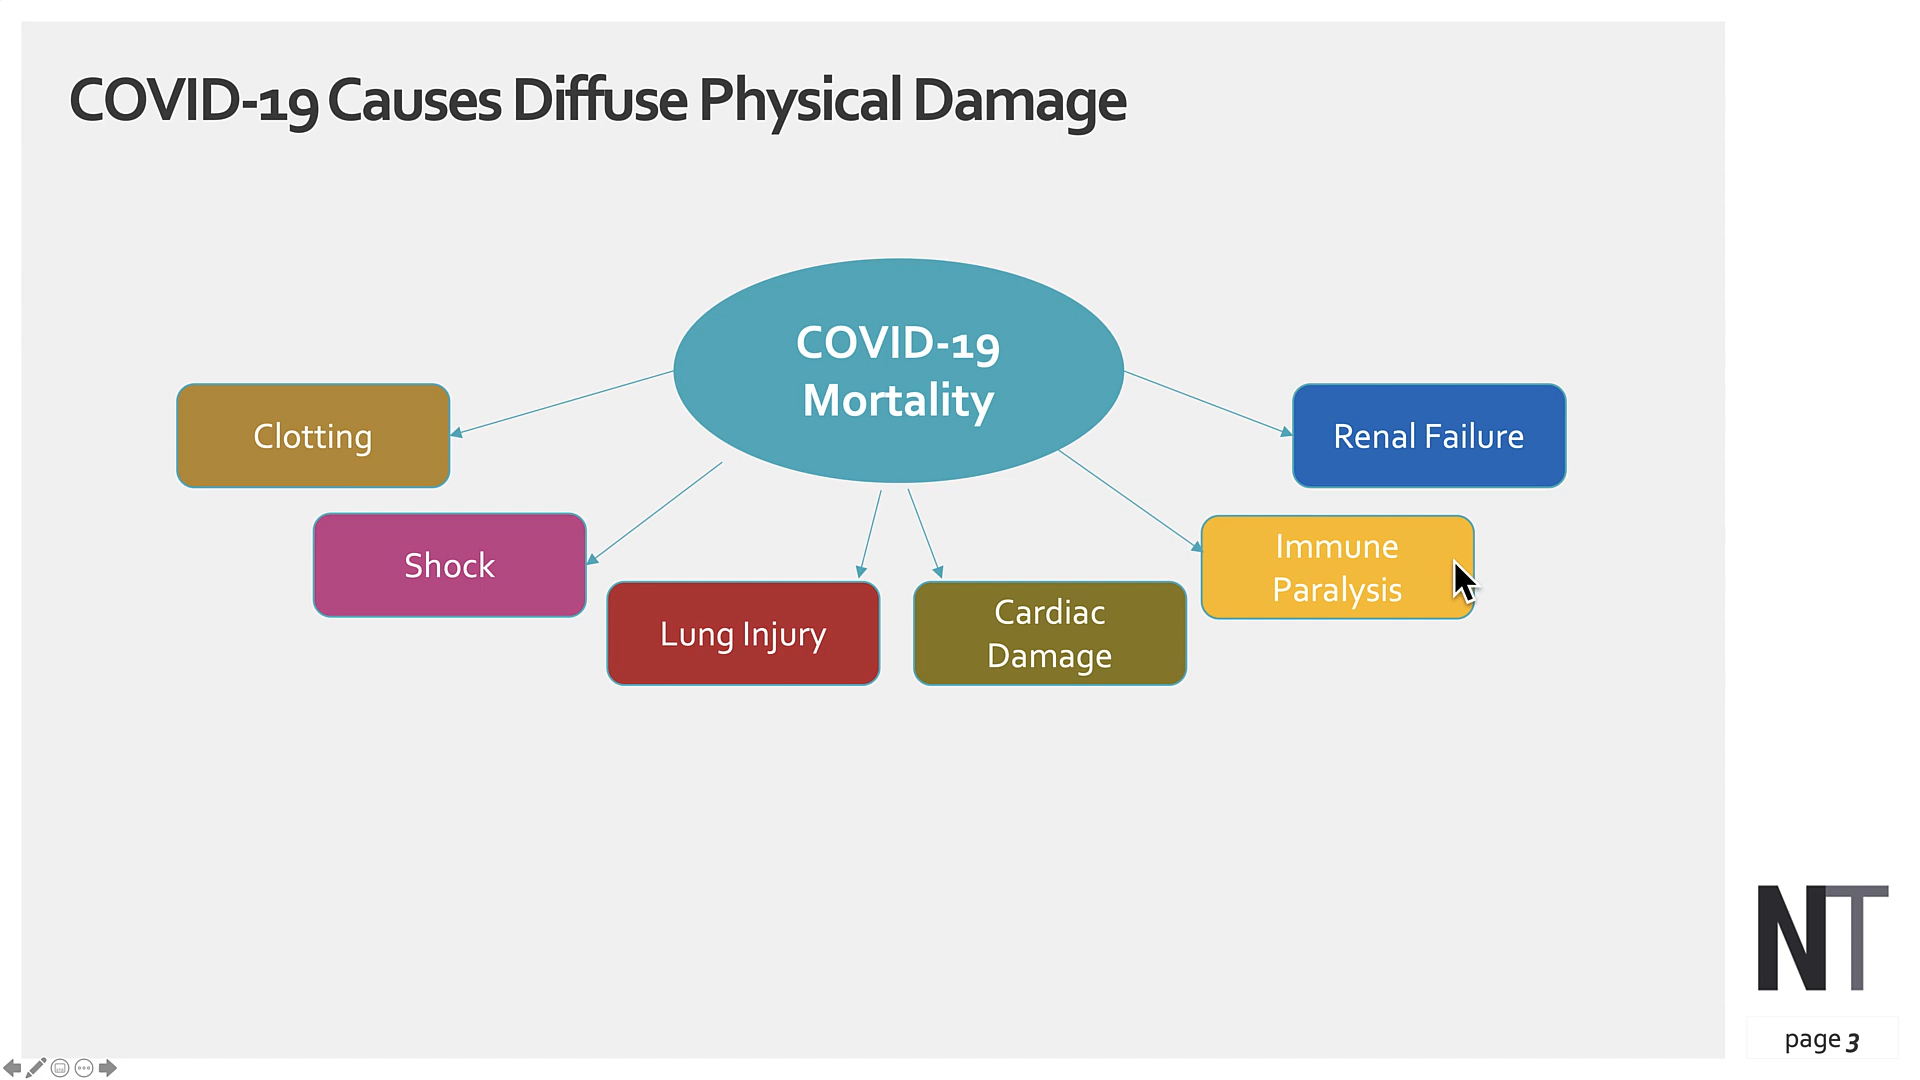 COVID-19 Causes Diffuse Physical Damage
COVID-19
Mortality
Clotting
Renal Failure
Shock
Immune
Paralysis
Lung Injury
Cardiac
Damage
NT
page 3